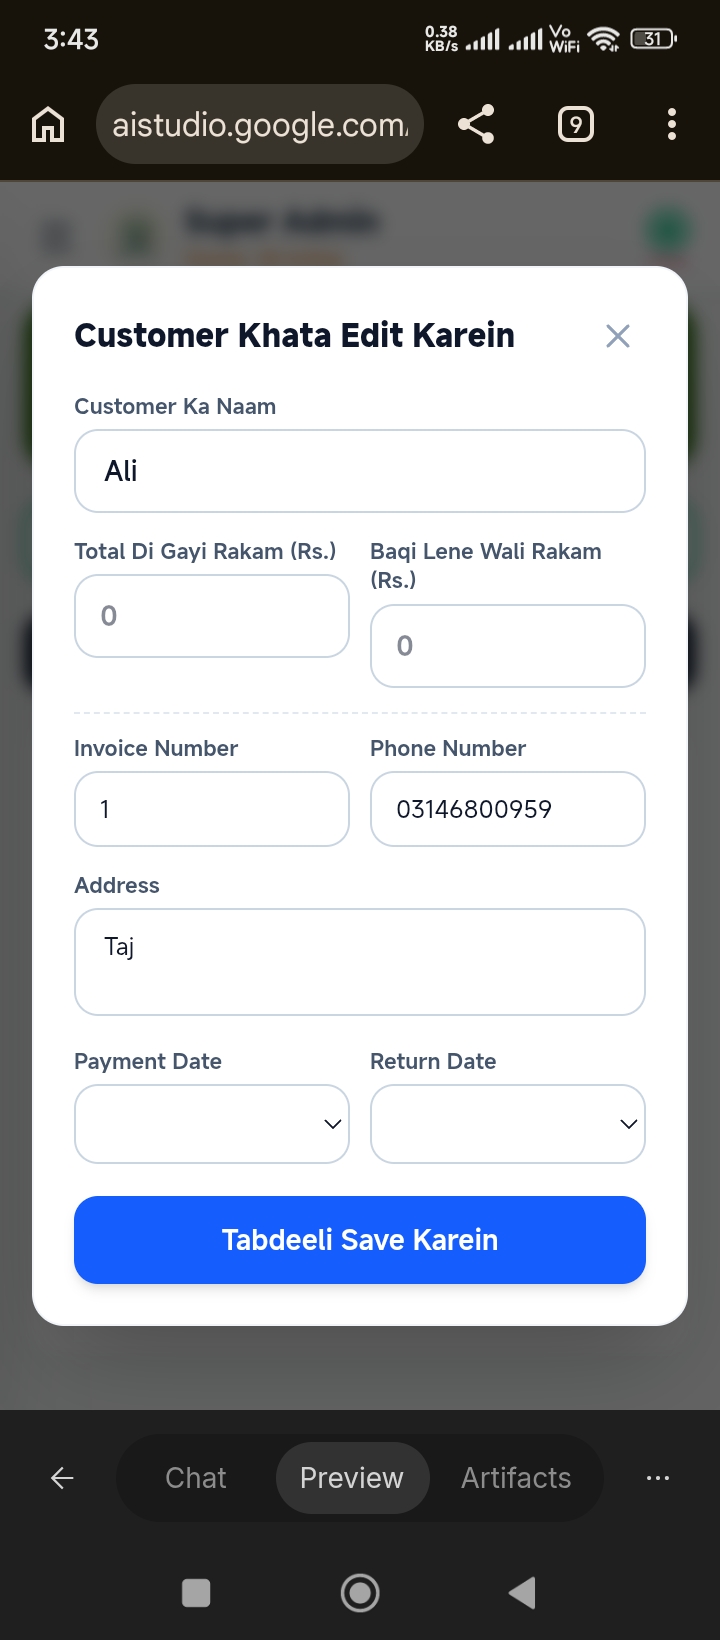 3:43
0.38
KB/s
Vo
WiFi
31
aistudio.google.com/
9
Super Admin
Customer Khata Edit Karein
Customer Ka Naam
Ali
Total Di Gayi Rakam (Rs.)
Baqi Lene Wali Rakam
(Rs.)
0
0
Invoice Number
Phone Number
1
03146800959
Address
Taj
Payment Date
Return Date
Tabdeeli Save Karein
Chat
Preview
Artifacts